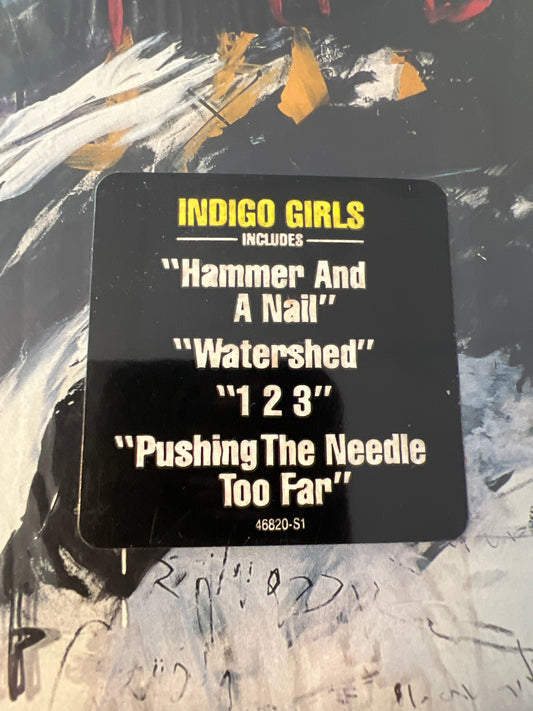 INDIGO GIRLS
INCLUDES
"Hammer And
A Nail"
"Watershed"
"1 2 3"
"Pushing The Needle
Too Far"
46820-S1